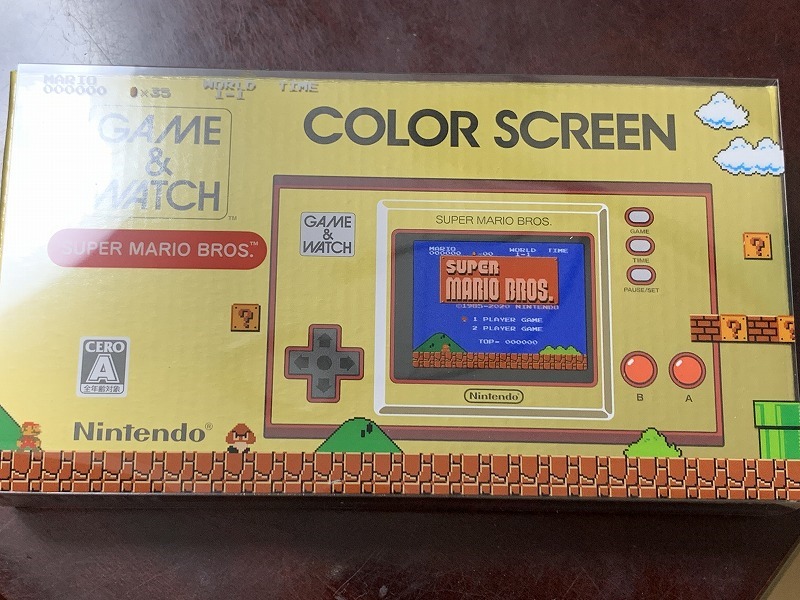 MARIO WORLD TIME
000000 ×35 1-1
GAME
&
WATCH
™
SUPER MARIO BROS.™
COLOR SCREEN
GAME
&
WATCH
SUPER MARIO BROS.
MARIO WORLD TIME
000000 ×00 1-1
SUPER
MARIO BROS.
©1985-2020 NINTENDO
1 PLAYER GAME
2 PLAYER GAME
TOP- 000000
Nintendo
GAME
TIME
PAUSE/SET
B A
?
?
? ?
CERO
A
全年齢対象
Nintendo®